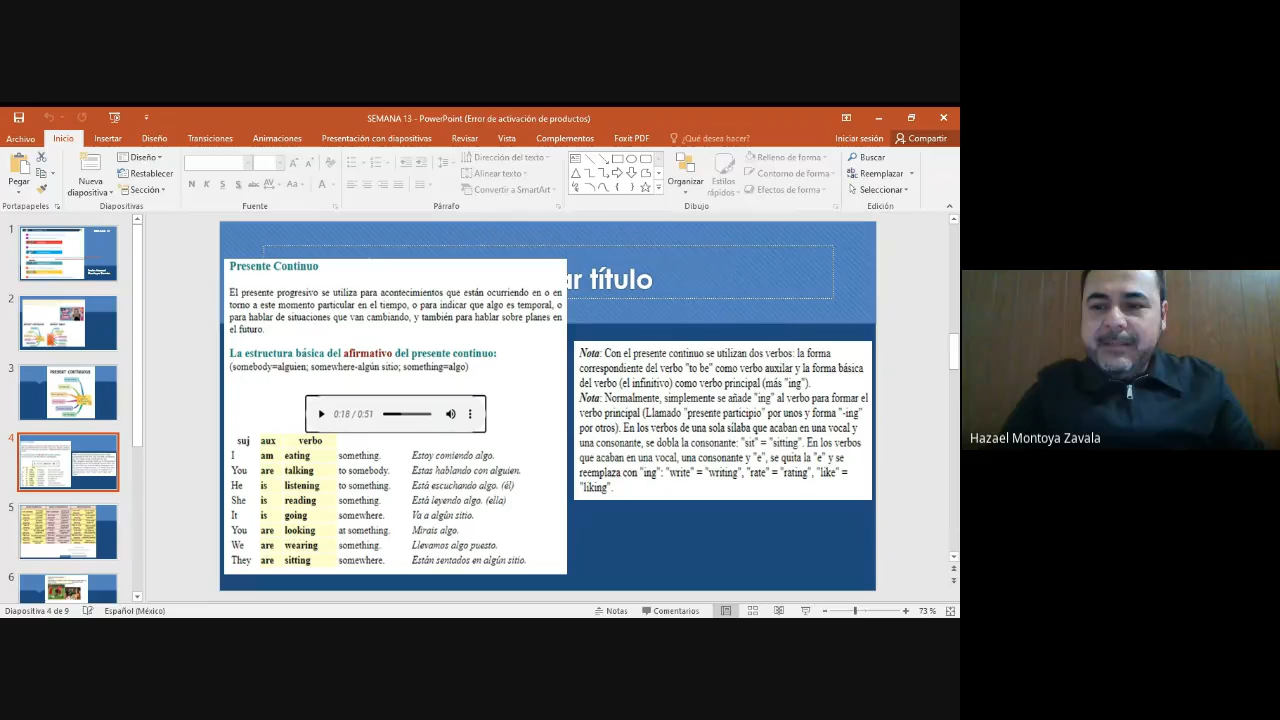 SEMANA 13 - PowerPoint (Error de activación de productos)
Archivo Inicio Insertar Diseño Transiciones Animaciones Presentación con diapositivas Revisar Vista Complementos Foxit PDF ¿Qué desea hacer? Iniciar sesión Compartir
Pegar
Nueva diapositiva
Diseño
Restablecer
Sección
N K S S abc AV Aa A
Dirección del texto
Alinear texto
Convertir a SmartArt
Organizar
Estilos rápidos
Relleno de forma
Contorno de forma
Efectos de forma
Buscar
Reemplazar
Seleccionar
Portapapeles Diapositivas Fuente Párrafo Dibujo Edición
1
2
3
4
5
6
ar título
Presente Continuo
El presente progresivo se utiliza para acontecimientos que están ocurriendo en o en
torno a este momento particular en el tiempo, o para indicar que algo es temporal, o
para hablar de situaciones que van cambiando, y también para hablar sobre planes en
el futuro.
La estructura básica del afirmativo del presente continuo:
(somebody=alguien; somewhere-algún sitio; something=algo)
0:18 / 0:51
suj aux verbo
I am eating something. Estoy comiendo algo.
You are talking to somebody. Estas hablando con alguien.
He is listening to something. Está escuchando algo. (él)
She is reading something. Está leyendo algo. (ella)
It is going somewhere. Va a algún sitio.
You are looking at something. Mirais algo.
We are wearing something. Llevamos algo puesto.
They are sitting somewhere. Están sentados en algún sitio.
Nota: Con el presente continuo se utilizan dos verbos: la forma
correspondiente del verbo "to be" como verbo auxiliar y la forma básica
del verbo (el infinitivo) como verbo principal (más "ing").
Nota: Normalmente, simplemente se añade "ing" al verbo para formar el
verbo principal (Llamado "presente participio" por unos y forma "-ing"
por otros). En los verbos de una sola silaba que acaban en una vocal y
una consonante, se dobla la consonante: "sit" = "sitting". En los verbos
que acaban en una vocal, una consonante y "e", se quita la "e" y se
reemplaza con "ing": "write" = "writing", "rate" = "rating", "like" =
"liking".
Hazael Montoya Zavala
Diapositiva 4 de 9 Español (México) Notas Comentarios 73 %